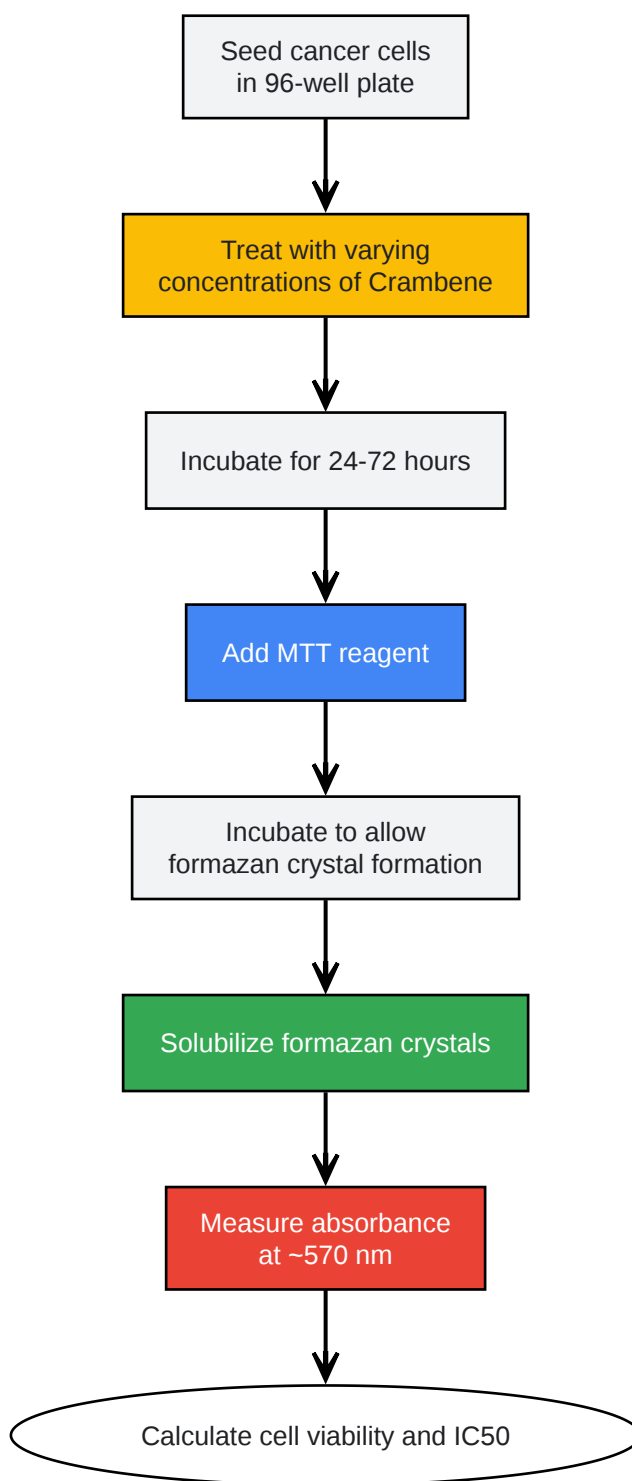 Seed cancer cells
in 96-well plate
Treat with varying
concentrations of Crambene
Incubate for 24-72 hours
Add MTT reagent
Incubate to allow
formazan crystal formation
Solubilize formazan crystals
Measure absorbance
at ~570 nm
Calculate cell viability and IC50